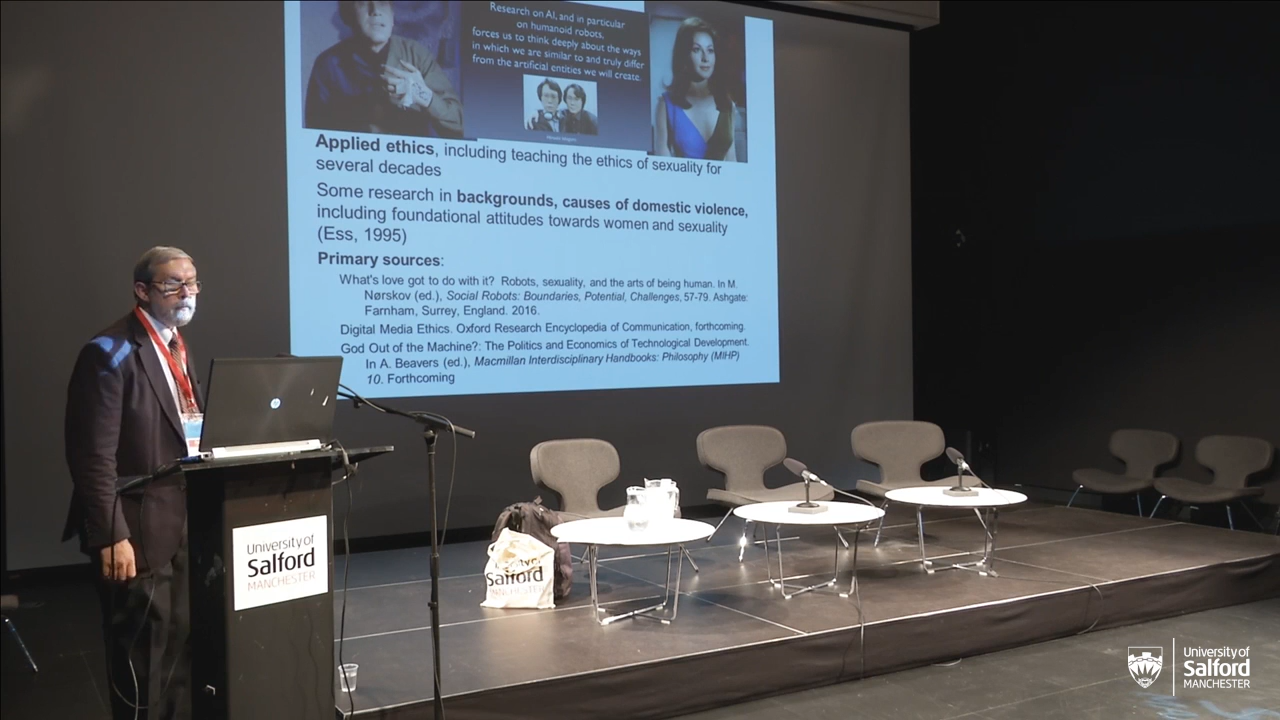 Research on AI, and in particular
on humanoid robots,
forces us to think deeply about the ways
in which we are similar to and truly differ
from the artificial entities we will create.
Applied ethics, including teaching the ethics of sexuality for
several decades
Some research in backgrounds, causes of domestic violence,
including foundational attitudes towards women and sexuality
(Ess, 1995)
Primary sources:
What's love got to do with it? Robots, sexuality, and the arts of being human. In M.
Nørskov (ed.), Social Robots: Boundaries, Potential, Challenges, 57-79. Ashgate:
Farnham, Surrey, England. 2016.
Digital Media Ethics. Oxford Research Encyclopedia of Communication, forthcoming.
God Out of the Machine?: The Politics and Economics of Technological Development.
In A. Beavers (ed.), Macmillan Interdisciplinary Handbooks: Philosophy (MIHP)
10. Forthcoming
hp
University of
Salford
MANCHESTER
Salford
MANCHESTER
University of
Salford
MANCHESTER